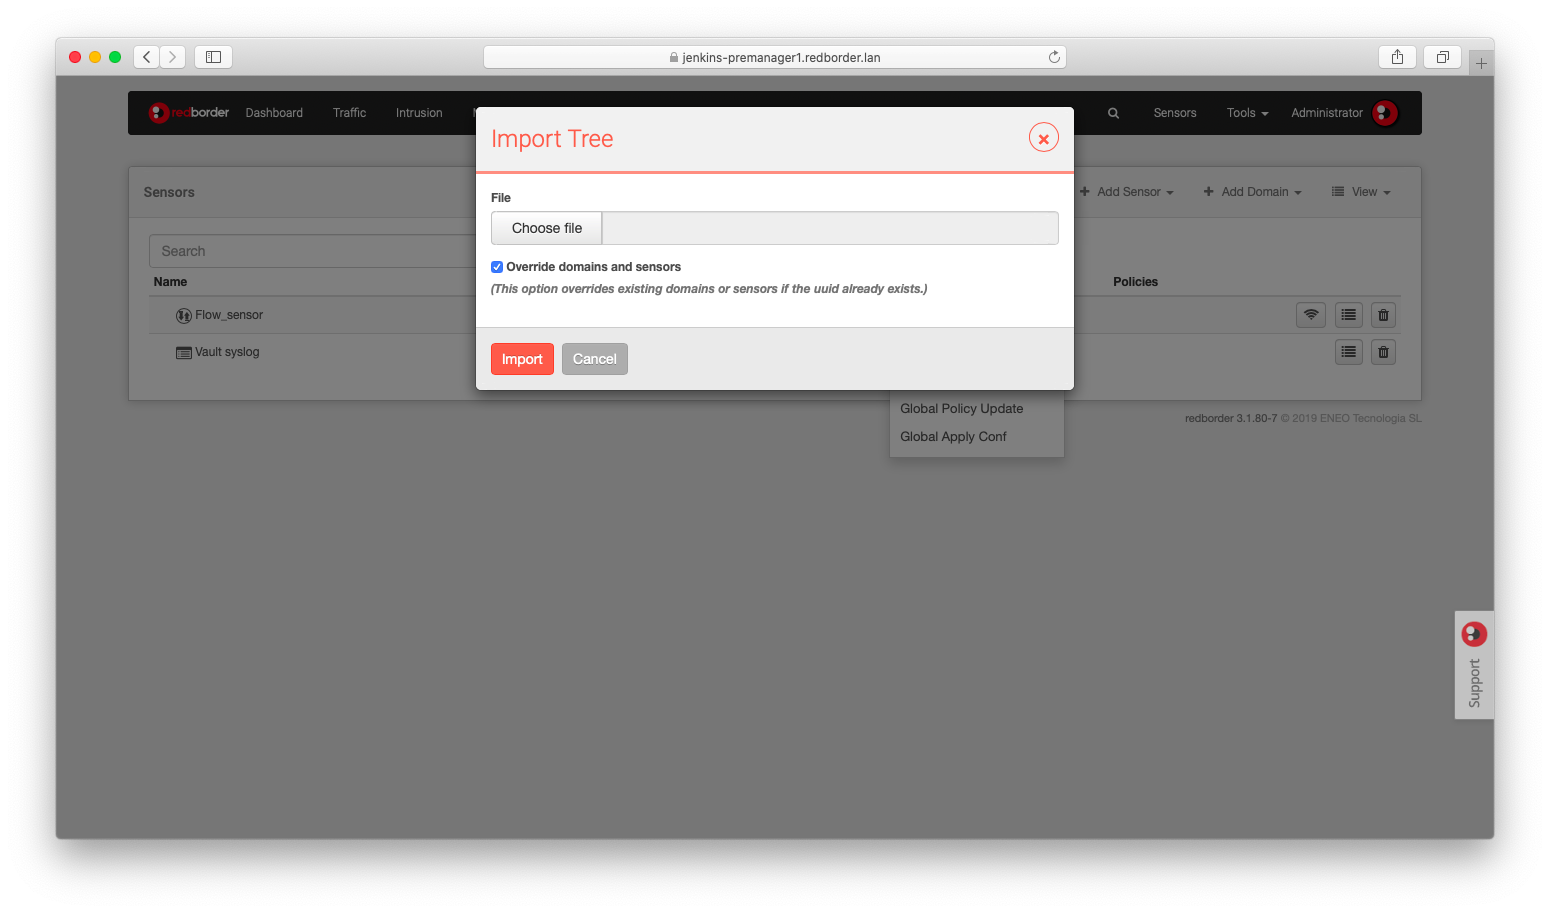 jenkins-premanager1.redborder.lan
redborder Dashboard Traffic Intrusion Sensors Tools Administrator
Import Tree
Sensors
Add Sensor Add Domain View
File
Choose file
Search
Override domains and sensors
Name Policies
(This option overrides existing domains or sensors if the uuid already exists.)
Flow_sensor
Vault syslog
Import Cancel
Global Policy Update
redborder 3.1.80-7 © 2019 ENEO Tecnologia SL
Global Apply Conf
Support